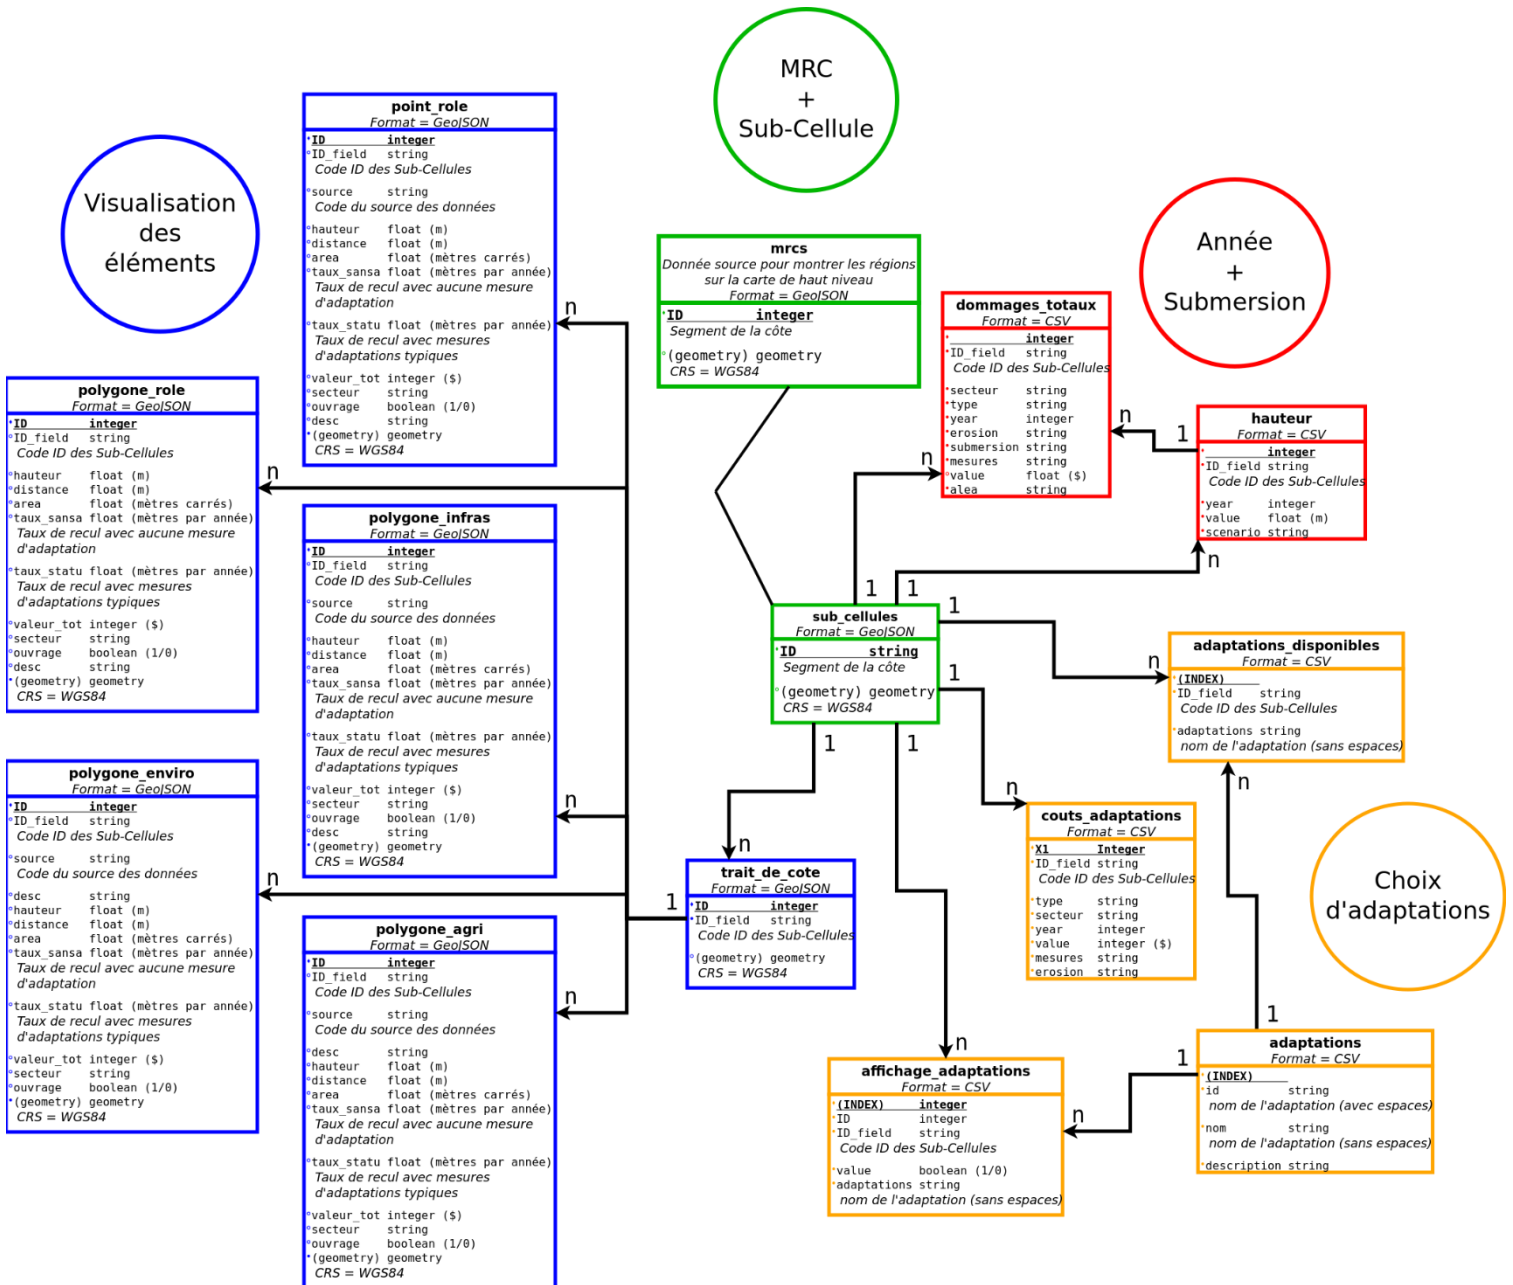 MRC
+
Sub-Cellule
Visualisation
des
éléments
Année
+
Submersion
Choix
d'adaptations
point_role
Format = GeoJSON
ID integer
ID_field string
Code ID des Sub-Cellules
source string
Code du source des données
hauteur float (m)
distance float (m)
area float (mètres carrés)
taux_sansa float (mètres par année)
Taux de recul avec aucune mesure
d'adaptation
taux_statu float (mètres par année)
Taux de recul avec mesures
d'adaptations typiques
valeur_tot integer ($)
secteur string
ouvrage boolean (1/0)
desc string
(geometry) geometry
CRS = WGS84
n
polygone_role
Format = GeoJSON
ID integer
ID_field string
Code ID des Sub-Cellules
hauteur float (m)
distance float (m)
area float (mètres carrés)
taux_sansa float (mètres par année)
Taux de recul avec aucune mesure
d'adaptation
taux_statu float (mètres par année)
Taux de recul avec mesures
d'adaptations typiques
valeur_tot integer ($)
secteur string
ouvrage boolean (1/0)
desc string
(geometry) geometry
CRS = WGS84
n
polygone_infras
Format = GeoJSON
ID integer
ID_field string
Code ID des Sub-Cellules
source string
Code du source des données
hauteur float (m)
distance float (m)
area float (mètres carrés)
taux_sansa float (mètres par année)
Taux de recul avec aucune mesure
d'adaptation
taux_statu float (mètres par année)
Taux de recul avec mesures
d'adaptations typiques
valeur_tot integer ($)
secteur string
ouvrage boolean (1/0)
desc string
(geometry) geometry
CRS = WGS84
n
polygone_enviro
Format = GeoJSON
ID integer
ID_field string
Code ID des Sub-Cellules
source string
Code du source des données
desc string
hauteur float (m)
distance float (m)
area float (mètres carrés)
taux_sansa float (mètres par année)
Taux de recul avec aucune mesure
d'adaptation
taux_statu float (mètres par année)
Taux de recul avec mesures
d'adaptations typiques
valeur_tot integer ($)
secteur string
ouvrage boolean (1/0)
(geometry) geometry
CRS = WGS84
n
polygone_agri
Format = GeoJSON
ID integer
ID_field string
Code ID des Sub-Cellules
source string
Code du source des données
desc string
hauteur float (m)
distance float (m)
area float (mètres carrés)
taux_sansa float (mètres par année)
Taux de recul avec aucune mesure
d'adaptation
taux_statu float (mètres par année)
Taux de recul avec mesures
d'adaptations typiques
valeur_tot integer ($)
secteur string
ouvrage boolean (1/0)
(geometry) geometry
CRS = WGS84
n
mrcs
Donnée source pour montrer les régions
sur la carte de haut niveau
Format = GeoJSON
ID integer
Segment de la côte
(geometry) geometry
CRS = WGS84
dommages_totaux
Format = CSV
integer
ID_field string
Code ID des Sub-Cellules
secteur string
type string
year integer
erosion string
submersion string
mesures string
value float ($)
alea string
n
n
1
hauteur
Format = CSV
integer
ID_field string
Code ID des Sub-Cellules
year integer
value float (m)
scenario string
n
1
1
1
sub_cellules
Format = GeoJSON
ID string
Segment de la côte
(geometry) geometry
CRS = WGS84
1
1
1
adaptations_disponibles
Format = CSV
(INDEX)
ID_field string
Code ID des Sub-Cellules
adaptations string
nom de l'adaptation (sans espaces)
n
n
couts_adaptations
Format = CSV
X1 Integer
ID_field string
Code ID des Sub-Cellules
type string
secteur string
year integer
value integer ($)
mesures string
erosion string
n
trait_de_cote
Format = GeoJSON
ID integer
ID_field string
Code ID des Sub-Cellules
(geometry) geometry
CRS = WGS84
n
1
affichage_adaptations
Format = CSV
(INDEX) integer
ID integer
ID_field string
Code ID des Sub-Cellules
value boolean (1/0)
adaptations string
nom de l'adaptation (sans espaces)
n
n
adaptations
Format = CSV
(INDEX)
id string
nom de l'adaptation (avec espaces)
nom string
nom de l'adaptation (sans espaces)
description string
1
1